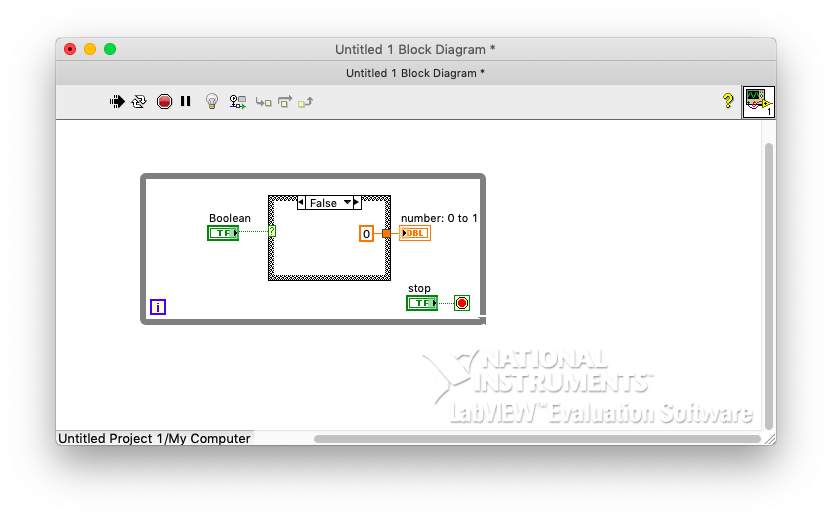 Untitled 1 Block Diagram *
Untitled 1 Block Diagram *
?
1
False
Boolean
number: 0 to 1
TF
?
0
DBL
stop
TF
i
NATIONAL
INSTRUMENTS™
LabVIEW™ Evaluation Software
Untitled Project 1/My Computer